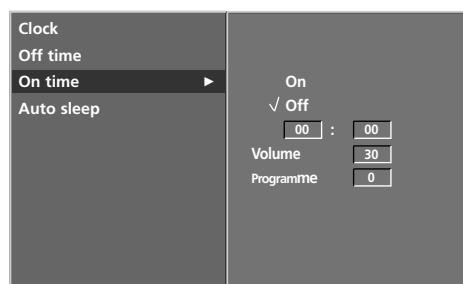 Clock
Off time
On time ►
Auto sleep
On
√ Off
00 : 00
Volume 30
Programme 0